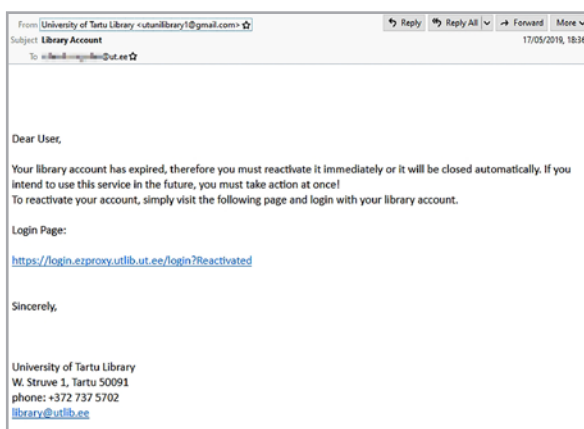 From University of Tartu Library <utunilibrary1@gmail.com>
Reply Reply All Forward More
Subject Library Account
17/05/2019, 18:36
To @ut.ee
Dear User,
Your library account has expired, therefore you must reactivate it immediately or it will be closed automatically. If you
intend to use this service in the future, you must take action at once!
To reactivate your account, simply visit the following page and login with your library account.
Login Page:
https://login.ezproxy.utlib.ut.ee/login?Reactivated
Sincerely,
University of Tartu Library
W. Struve 1, Tartu 50091
phone: +372 737 5702
library@utlib.ee